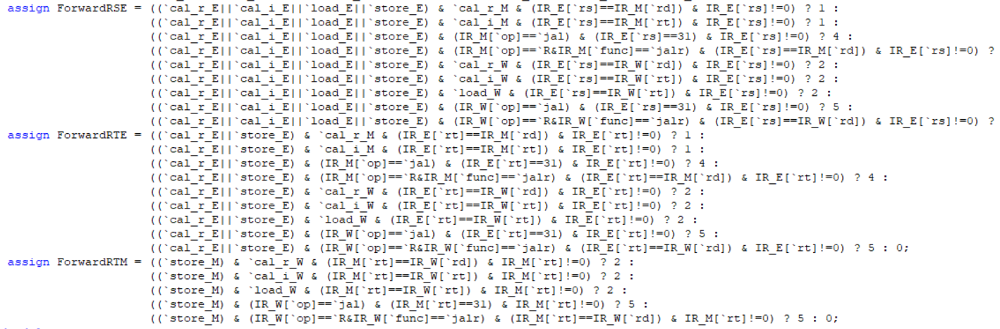 assign ForwardRSE = ((`cal_r_E||`cal_i_E||`load_E||`store_E) & `cal_r_M & (IR_E[`rs]==IR_M[`rd]) & IR_E[`rs]!=0) ? 1 :
((`cal_r_E||`cal_i_E||`load_E||`store_E) & `cal_i_M & (IR_E[`rs]==IR_M[`rt]) & IR_E[`rs]!=0) ? 1 :
((`cal_r_E||`cal_i_E||`load_E||`store_E) & (IR_M[`op]==`jal) & (IR_E[`rs]==31) & IR_E[`rs]!=0) ? 4 :
((`cal_r_E||`cal_i_E||`load_E||`store_E) & (IR_M[`op]==`R&IR_M[`func]==`jalr) & (IR_E[`rs]==IR_M[`rd]) & IR_E[`rs]!=0) ?
((`cal_r_E||`cal_i_E||`load_E||`store_E) & `cal_r_W & (IR_E[`rs]==IR_W[`rd]) & IR_E[`rs]!=0) ? 2 :
((`cal_r_E||`cal_i_E||`load_E||`store_E) & `cal_i_W & (IR_E[`rs]==IR_W[`rt]) & IR_E[`rs]!=0) ? 2 :
((`cal_r_E||`cal_i_E||`load_E||`store_E) & `load_W & (IR_E[`rs]==IR_W[`rt]) & IR_E[`rs]!=0) ? 2 :
((`cal_r_E||`cal_i_E||`load_E||`store_E) & (IR_W[`op]==`jal) & (IR_E[`rs]==31) & IR_E[`rs]!=0) ? 5 :
((`cal_r_E||`cal_i_E||`load_E||`store_E) & (IR_W[`op]==`R&IR_W[`func]==`jalr) & (IR_E[`rs]==IR_W[`rd]) & IR_E[`rs]!=0) ?
assign ForwardRTE = ((`cal_r_E||`store_E) & `cal_r_M & (IR_E[`rt]==IR_M[`rd]) & IR_E[`rt]!=0) ? 1 :
((`cal_r_E||`store_E) & `cal_i_M & (IR_E[`rt]==IR_M[`rt]) & IR_E[`rt]!=0) ? 1 :
((`cal_r_E||`store_E) & (IR_M[`op]==`jal) & (IR_E[`rt]==31) & IR_E[`rt]!=0) ? 4 :
((`cal_r_E||`store_E) & (IR_M[`op]==`R&IR_M[`func]==`jalr) & (IR_E[`rt]==IR_M[`rd]) & IR_E[`rt]!=0) ? 4 :
((`cal_r_E||`store_E) & `cal_r_W & (IR_E[`rt]==IR_W[`rd]) & IR_E[`rt]!=0) ? 2 :
((`cal_r_E||`store_E) & `cal_i_W & (IR_E[`rt]==IR_W[`rt]) & IR_E[`rt]!=0) ? 2 :
((`cal_r_E||`store_E) & `load_W & (IR_E[`rt]==IR_W[`rt]) & IR_E[`rt]!=0) ? 2 :
((`cal_r_E||`store_E) & (IR_W[`op]==`jal) & (IR_E[`rt]==31) & IR_E[`rt]!=0) ? 5 :
((`cal_r_E||`store_E) & (IR_W[`op]==`R&IR_W[`func]==`jalr) & (IR_E[`rt]==IR_W[`rd]) & IR_E[`rt]!=0) ? 5 : 0;
assign ForwardRTM = ((`store_M) & `cal_r_W & (IR_M[`rt]==IR_W[`rd]) & IR_M[`rt]!=0) ? 2 :
((`store_M) & `cal_i_W & (IR_M[`rt]==IR_W[`rt]) & IR_M[`rt]!=0) ? 2 :
((`store_M) & `load_W & (IR_M[`rt]==IR_W[`rt]) & IR_M[`rt]!=0) ? 2 :
((`store_M) & (IR_W[`op]==`jal) & (IR_M[`rt]==31) & IR_M[`rt]!=0) ? 5 :
((`store_M) & (IR_W[`op]==`R&IR_W[`func]==`jalr) & (IR_M[`rt]==IR_W[`rd]) & IR_M[`rt]!=0) ? 5 : 0;